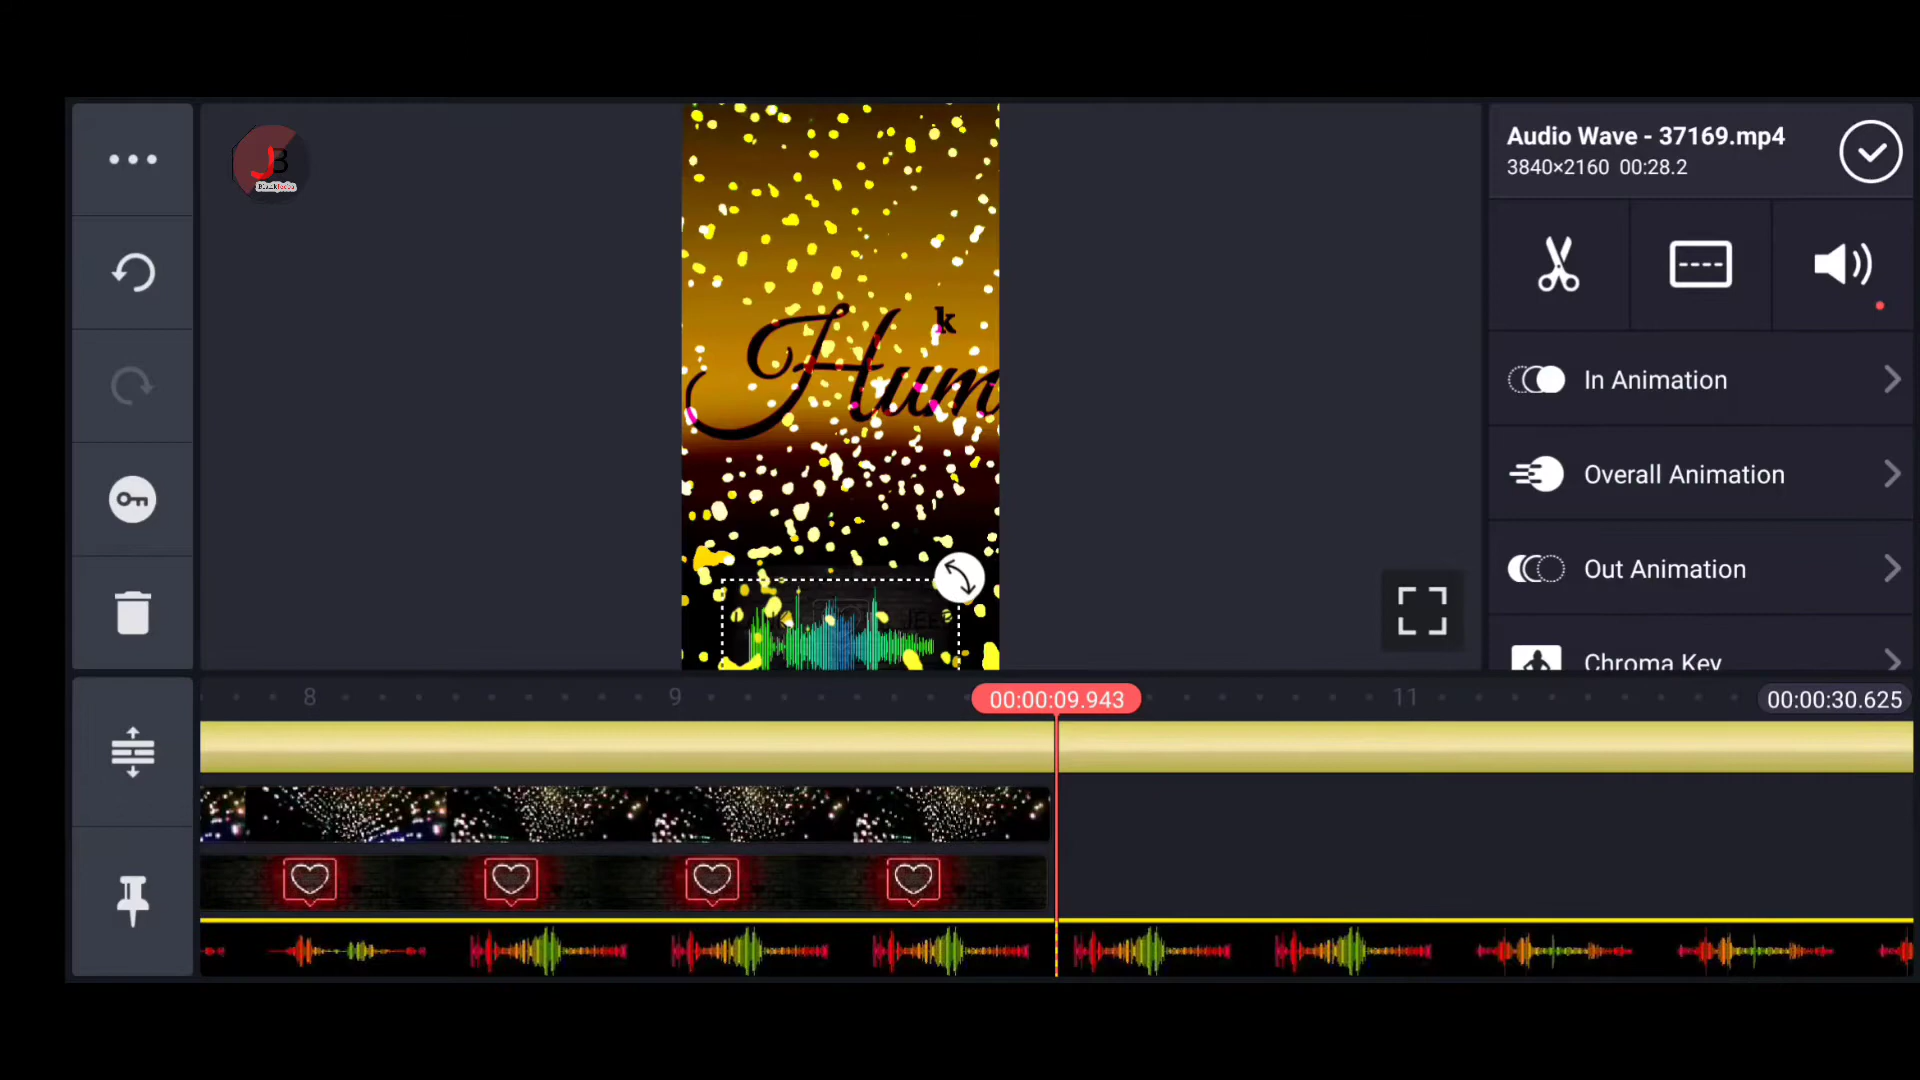 JB
Audio Wave - 37169.mp4
3840×2160 00:28.2
k
Hum
In Animation
Overall Animation
Out Animation
Chroma Key
8
9
00:00:09.943
11
00:00:30.625